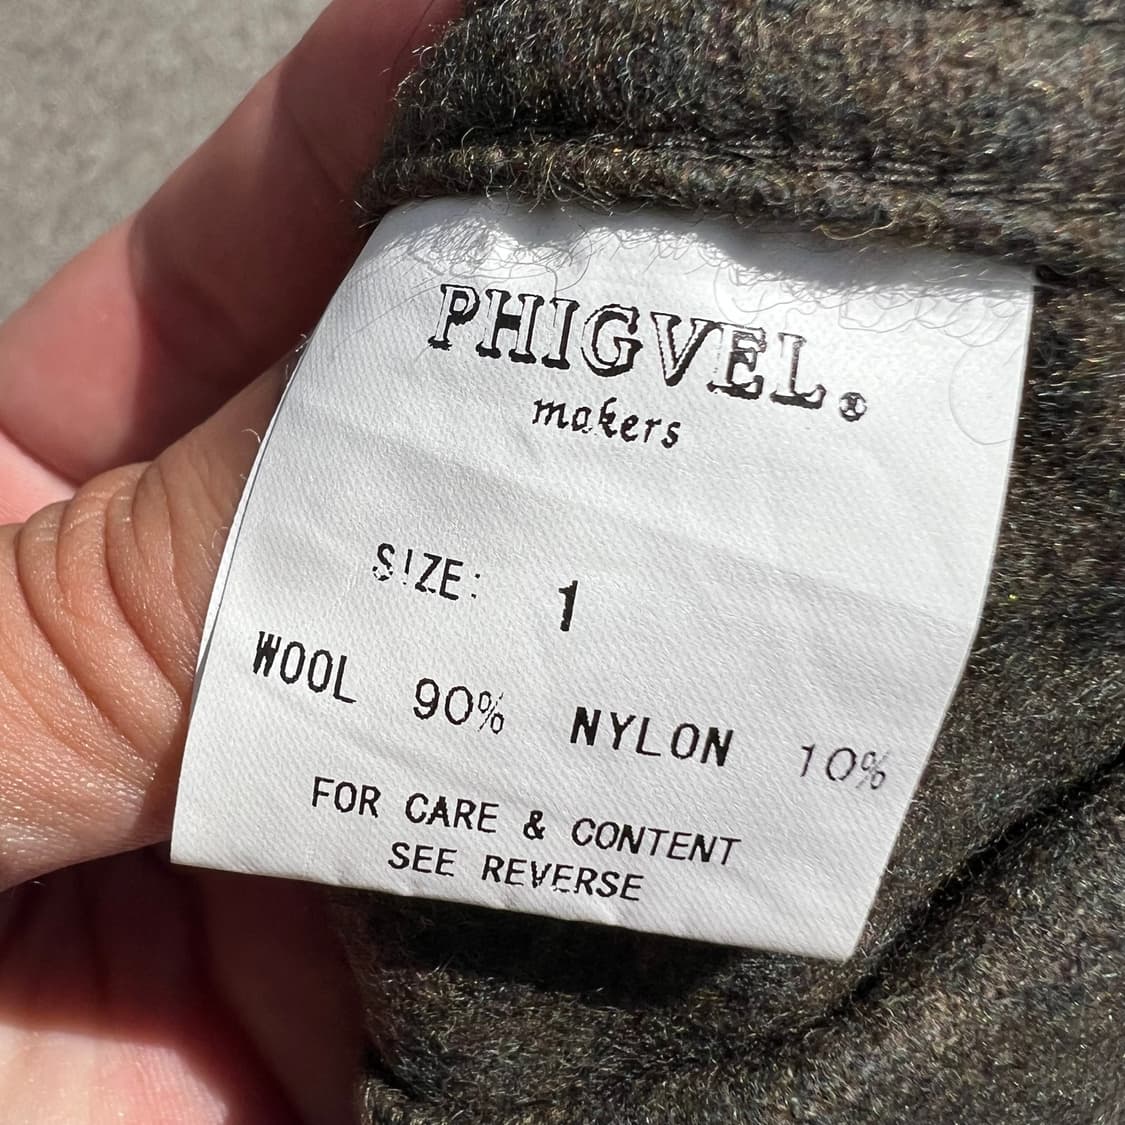 PHIGVEL.®
makers
SIZE: 1
WOOL 90% NYLON 10%
FOR CARE & CONTENT
SEE REVERSE